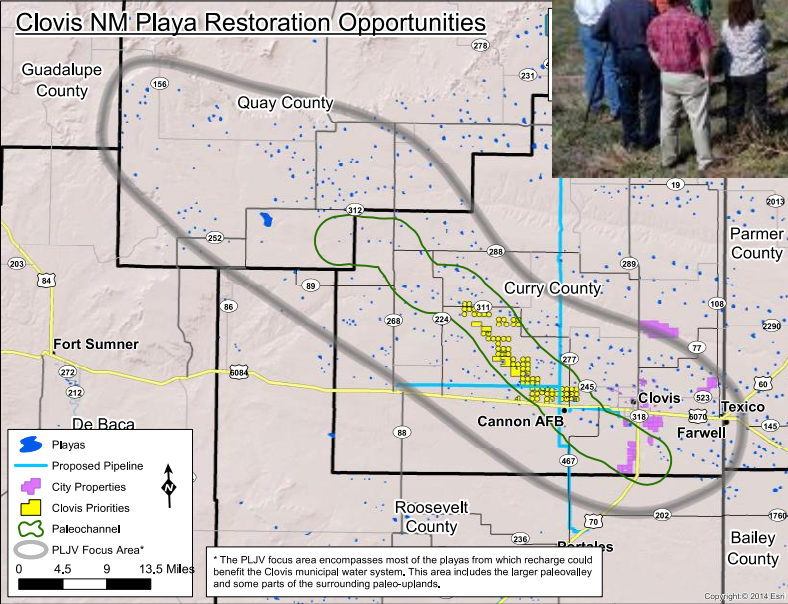 Clovis NM Playa Restoration Opportunities
278
Guadalupe
County
231
156
Quay County
19
2013
312
Parmer
County
252
288
203
289
84
89
Curry County
86
108
311
268
224
2290
Fort Sumner
77
277
272
6084
60
245
212
Clovis
523
Texico
318
6070
Cannon AFB
De Baca
Farwell
145
88
467
Playas
Proposed Pipeline
City Properties
Clovis Priorities
Paleochannel
PLJV Focus Area*
N
0 4.5 9 13.5 Miles
Roosevelt
County
202
1760
70
236
Portales
Bailey
County
* The PLJV focus area encompasses most of the playas from which recharge could
benefit the Clovis municipal water system. This area includes the larger paleovalley
and some parts of the surrounding paleo-uplands.
Copyright:© 2014 Esri